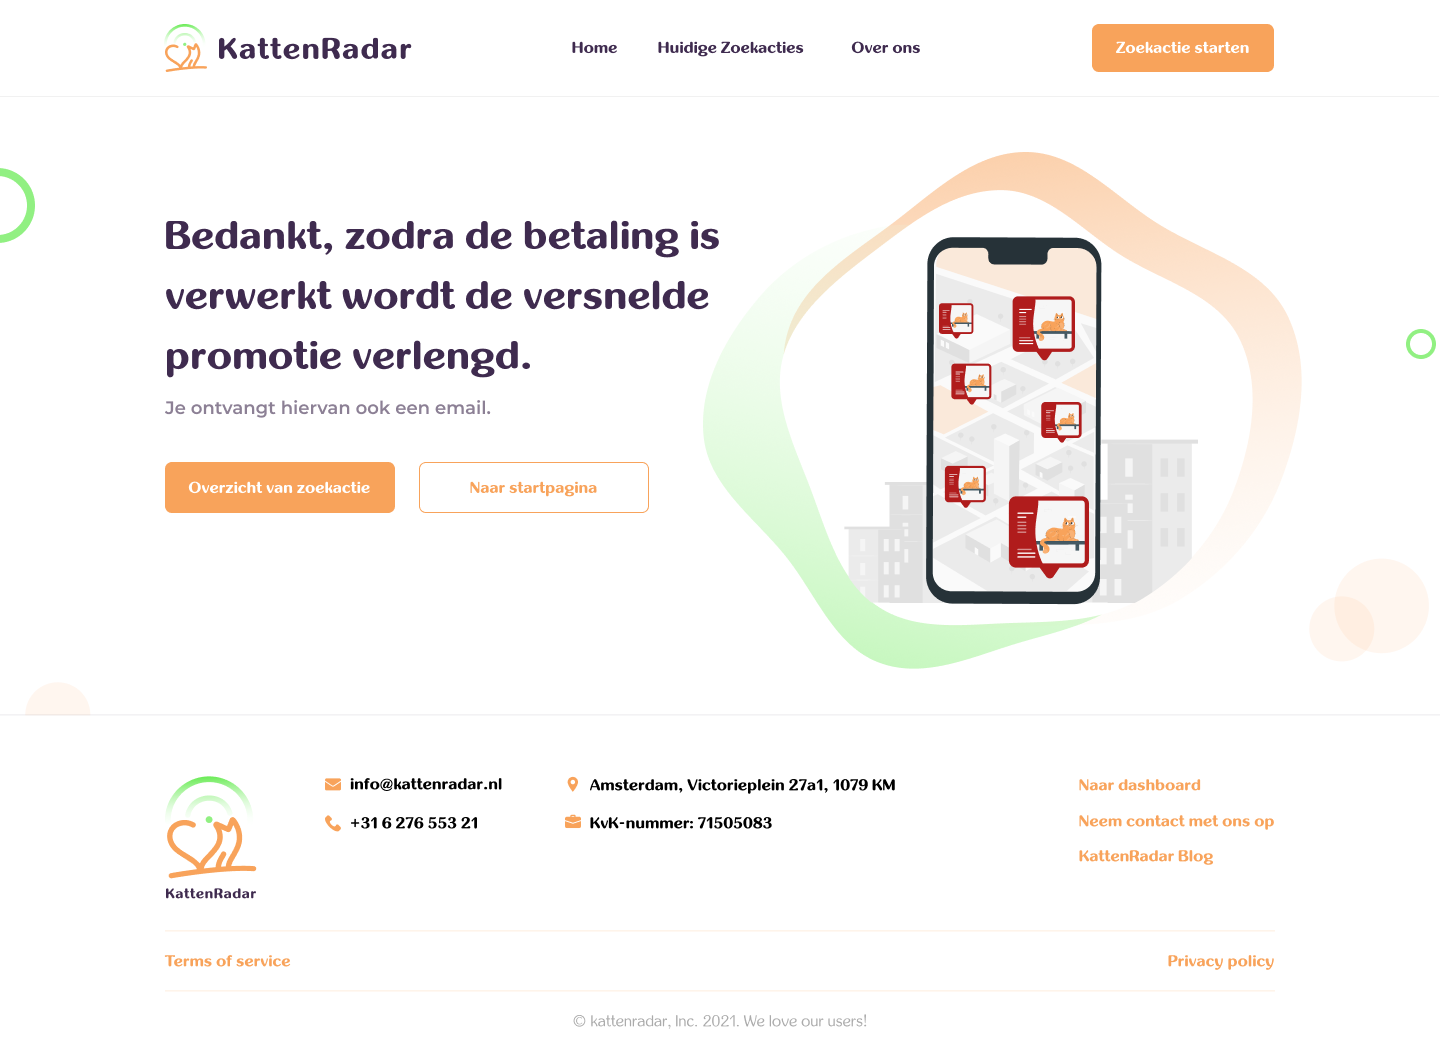 KattenRadar
Home
Huidige Zoekacties
Over ons
Zoekactie starten
Bedankt, zodra de betaling is
verwerkt wordt de versnelde
promotie verlengd.
Je ontvangt hiervan ook een email.
Overzicht van zoekactie
Naar startpagina
KattenRadar
info@kattenradar.nl
+31 6 276 553 21
Amsterdam, Victorieplein 27a1, 1079 KM
KvK-nummer: 71505083
Naar dashboard
Neem contact met ons op
KattenRadar Blog
Terms of service
Privacy policy
© kattenradar, Inc. 2021. We love our users!